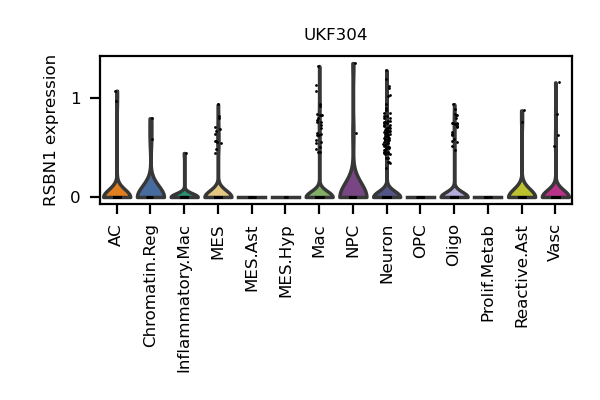 UKF304
RSBN1 expression
1
0
AC
Chromatin.Reg
Inflammatory.Mac
MES
MES.Ast
MES.Hyp
Mac
NPC
Neuron
OPC
Oligo
Prolif.Metab
Reactive.Ast
Vasc